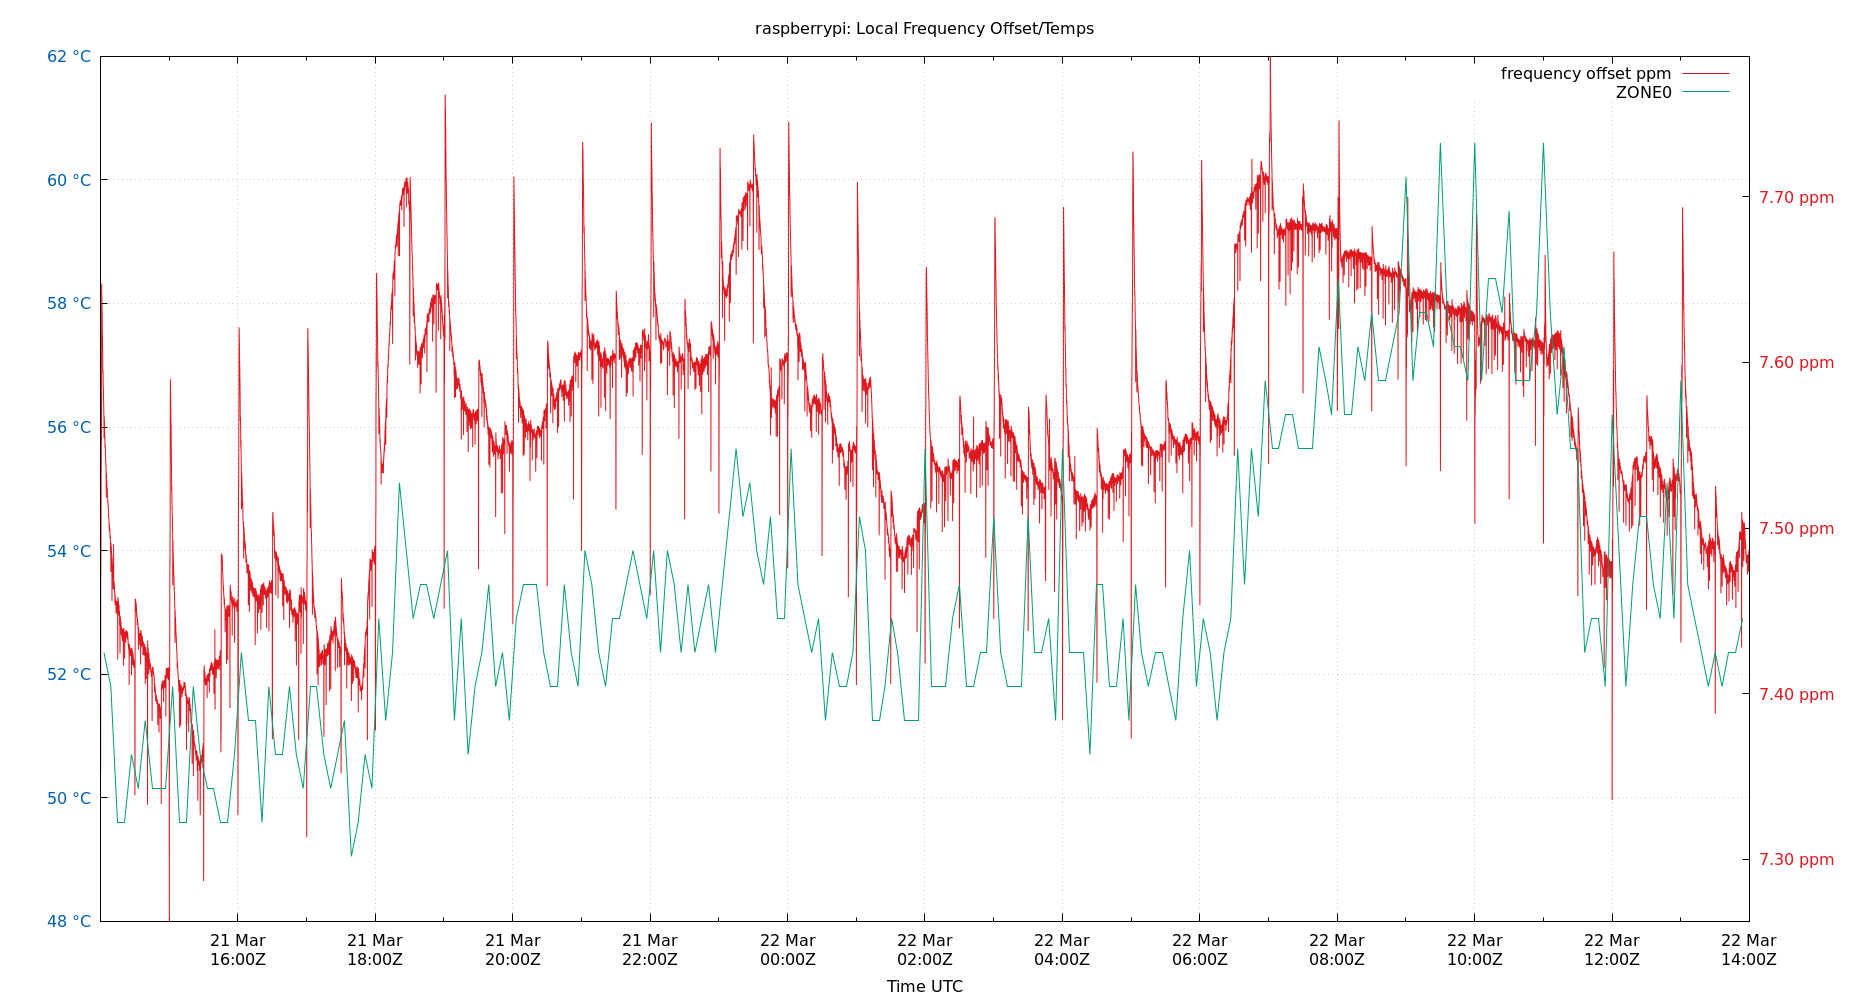 raspberrypi: Local Frequency Offset/Temps
frequency offset ppm
ZONE0
62 °C
60 °C
58 °C
56 °C
54 °C
52 °C
50 °C
48 °C
7.70 ppm
7.60 ppm
7.50 ppm
7.40 ppm
7.30 ppm
21 Mar 21 Mar 21 Mar 21 Mar 22 Mar 22 Mar 22 Mar 22 Mar 22 Mar 22 Mar 22 Mar 22 Mar
16:00Z 18:00Z 20:00Z 22:00Z 00:00Z 02:00Z 04:00Z 06:00Z 08:00Z 10:00Z 12:00Z 14:00Z
Time UTC